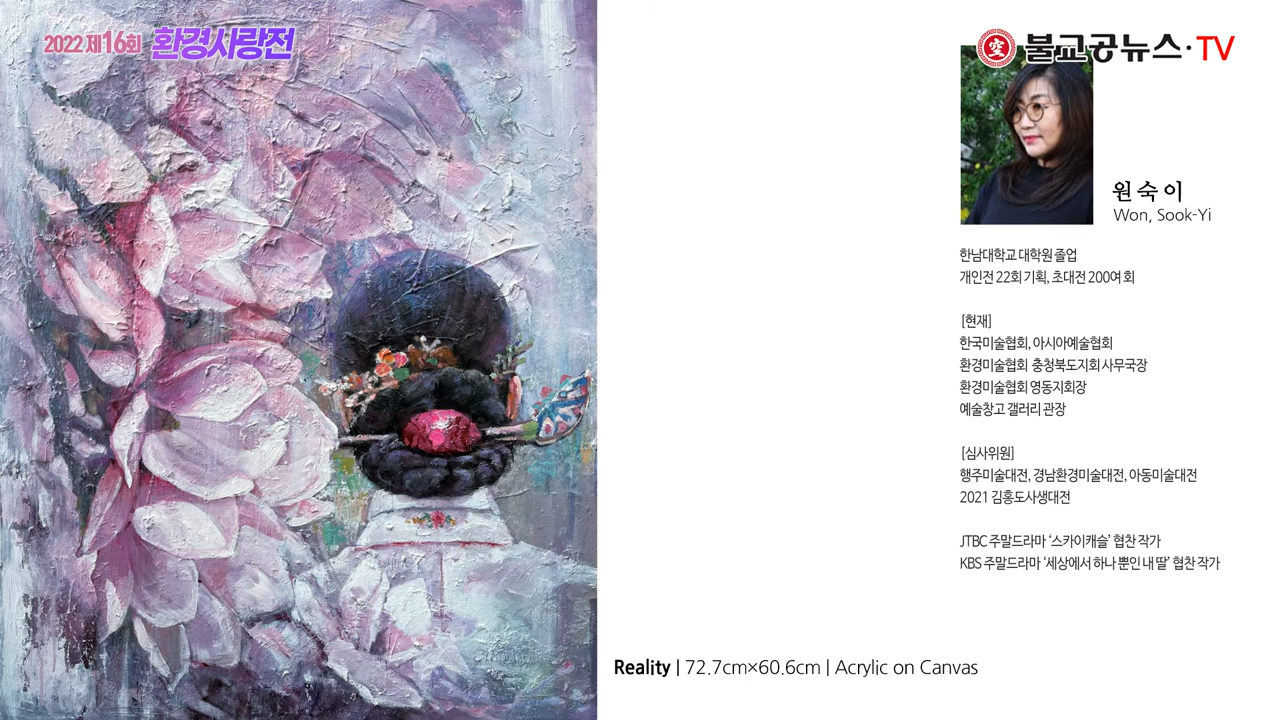 2022 제16회 환경사랑전
空 불교공뉴스·TV
원숙이
Won, Sook-Yi
한남대학교 대학원 졸업
개인전 22회 기획, 초대전 200여 회
[현재]
한국미술협회, 아시아예술협회
환경미술협회 충청북도지회 사무국장
환경미술협회 영동지회장
예술창고 갤러리 관장
[심사위원]
행주미술대전, 경남환경미술대전, 아동미술대전
2021 김홍도사생대전
JTBC 주말드라마 ‘스카이캐슬’ 협찬 작가
KBS 주말드라마 ‘세상에서 하나 뿐인 내 딸’ 협찬 작가
Reality | 72.7cm×60.6cm | Acrylic on Canvas